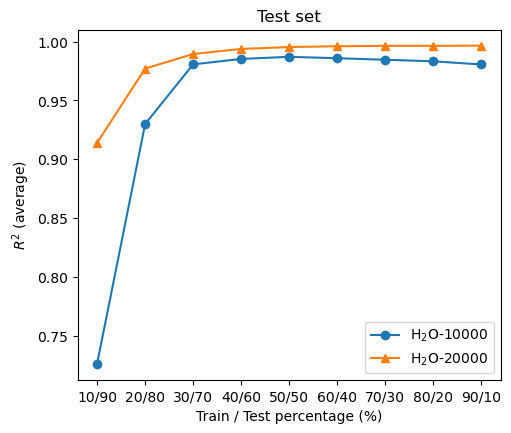 Test set
R² (average)
1.00
0.95
0.90
0.85
0.80
0.75
H₂O-10000
H₂O-20000
10/90 20/80 30/70 40/60 50/50 60/40 70/30 80/20 90/10
Train / Test percentage (%)